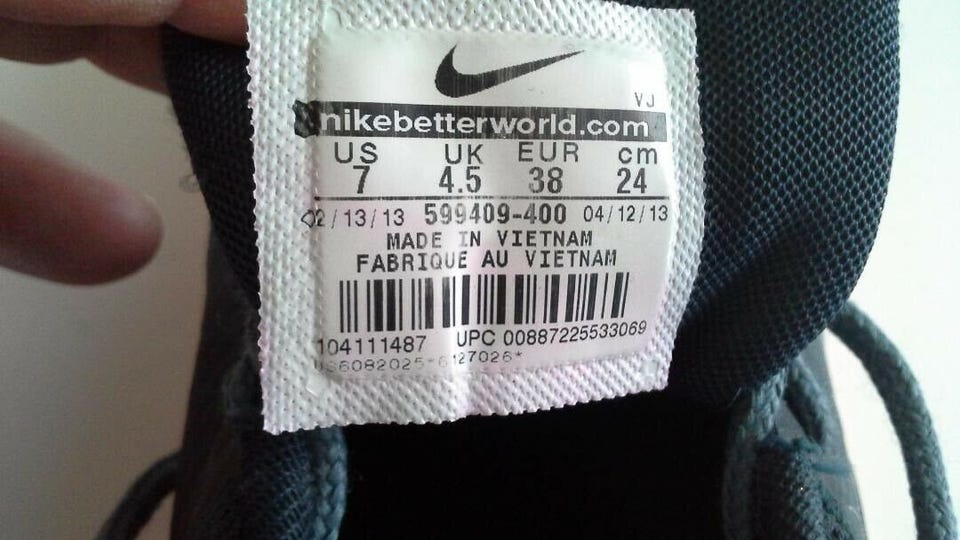 VJ
nikebetterworld.com
US UK EUR cm
7 4.5 38 24
02/13/13 599409-400 04/12/13
MADE IN VIETNAM
FABRIQUE AU VIETNAM
104111487 UPC 00887225533069